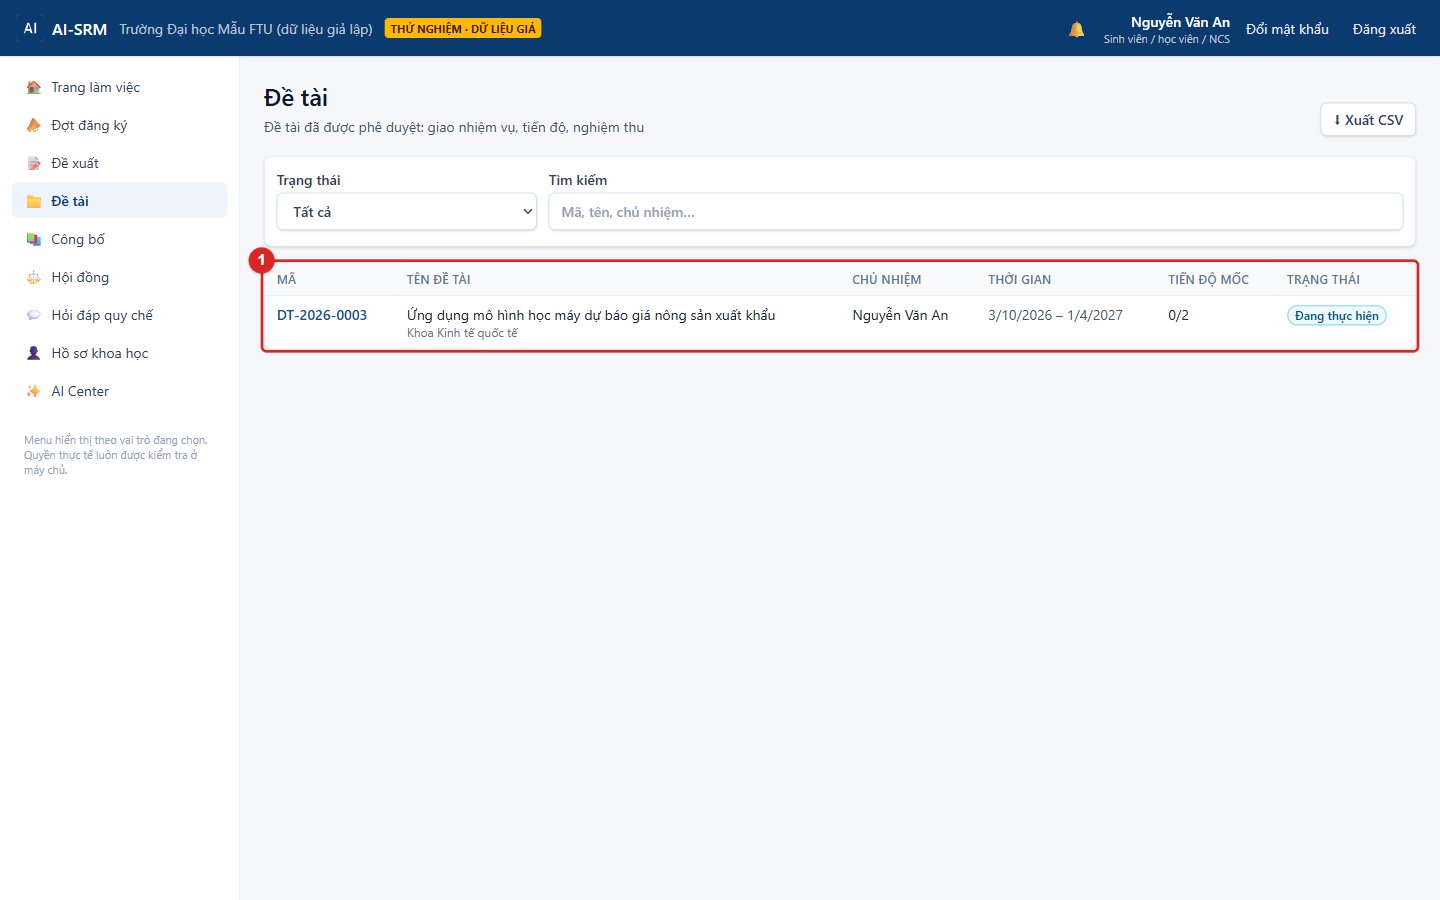 AI AI-SRM Trường Đại học Mẫu FTU (dữ liệu giả lập) THỬ NGHIỆM · DỮ LIỆU GIẢ
Nguyễn Văn An
Sinh viên / học viên / NCS
Đổi mật khẩu
Đăng xuất
Trang làm việc
Đợt đăng ký
Đề xuất
Đề tài
Công bố
Hội đồng
Hỏi đáp quy chế
Hồ sơ khoa học
AI Center
Menu hiển thị theo vai trò đang chọn.
Quyền thực tế luôn được kiểm tra ở
máy chủ.
Đề tài
Đề tài đã được phê duyệt: giao nhiệm vụ, tiến độ, nghiệm thu
⭳ Xuất CSV
Trạng thái
Tất cả
Tìm kiếm
Mã, tên, chủ nhiệm...
1
MÃ TÊN ĐỀ TÀI CHỦ NHIỆM THỜI GIAN TIẾN ĐỘ MỐC TRẠNG THÁI
DT-2026-0003 Ứng dụng mô hình học máy dự báo giá nông sản xuất khẩu Nguyễn Văn An 3/10/2026 – 1/4/2027 0/2 Đang thực hiện
Khoa Kinh tế quốc tế